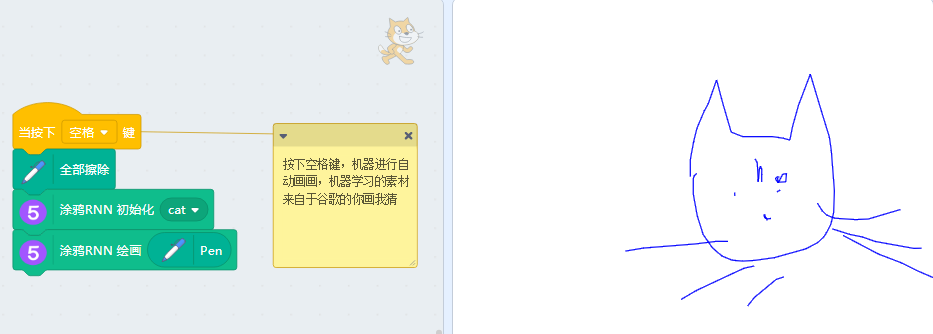 当按下 空格 键
全部擦除
5 涂鸦RNN 初始化 cat
5 涂鸦RNN 绘画 Pen
按下空格键，机器进行自
动画画，机器学习的素材
来自于谷歌的你画我猜